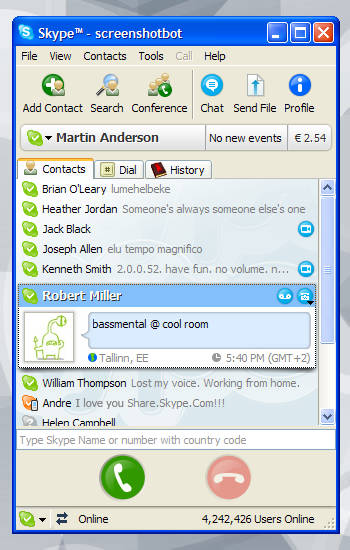 Skype™ - screenshotbot
File View Contacts Tools Call Help
Add Contact Search Conference Chat Send File Profile
Martin Anderson No new events € 2.54
Contacts Dial History
Brian O'Leary lumehelbeke
Heather Jordan Someone's always someone else's one
Jack Black
Joseph Allen elu tempo magnifico
Kenneth Smith 2.0.0.52. have fun. no volume. n...
Robert Miller
bassmental @ cool room
Tallinn, EE 5:40 PM (GMT+2)
William Thompson Lost my voice. Working from home.
Andre I love you Share.Skype.Com!!!
Helen Campbell
Type Skype Name or number with country code
Online 4,242,426 Users Online